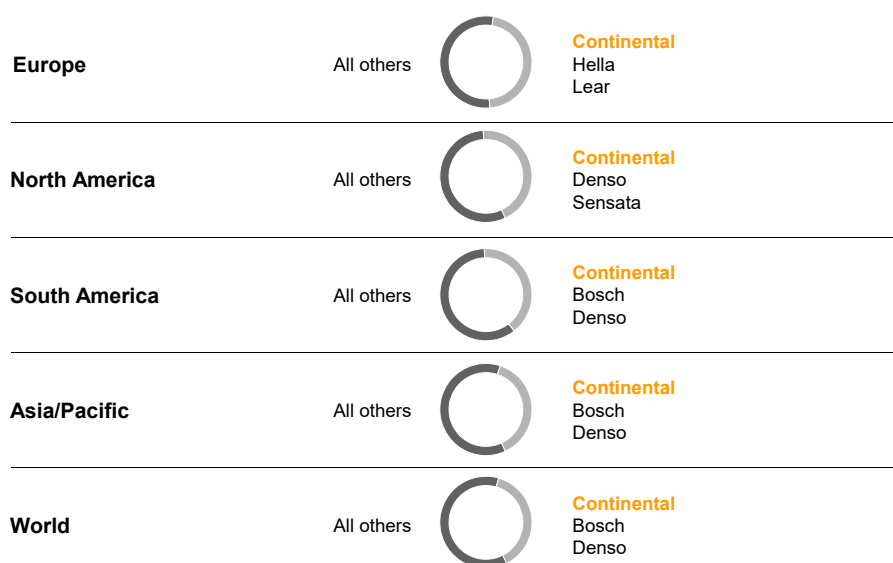 Europe
All others
Continental
Hella
Lear
North America
All others
Continental
Denso
Sensata
South America
All others
Continental
Bosch
Denso
Asia/Pacific
All others
Continental
Bosch
Denso
World
All others
Continental
Bosch
Denso